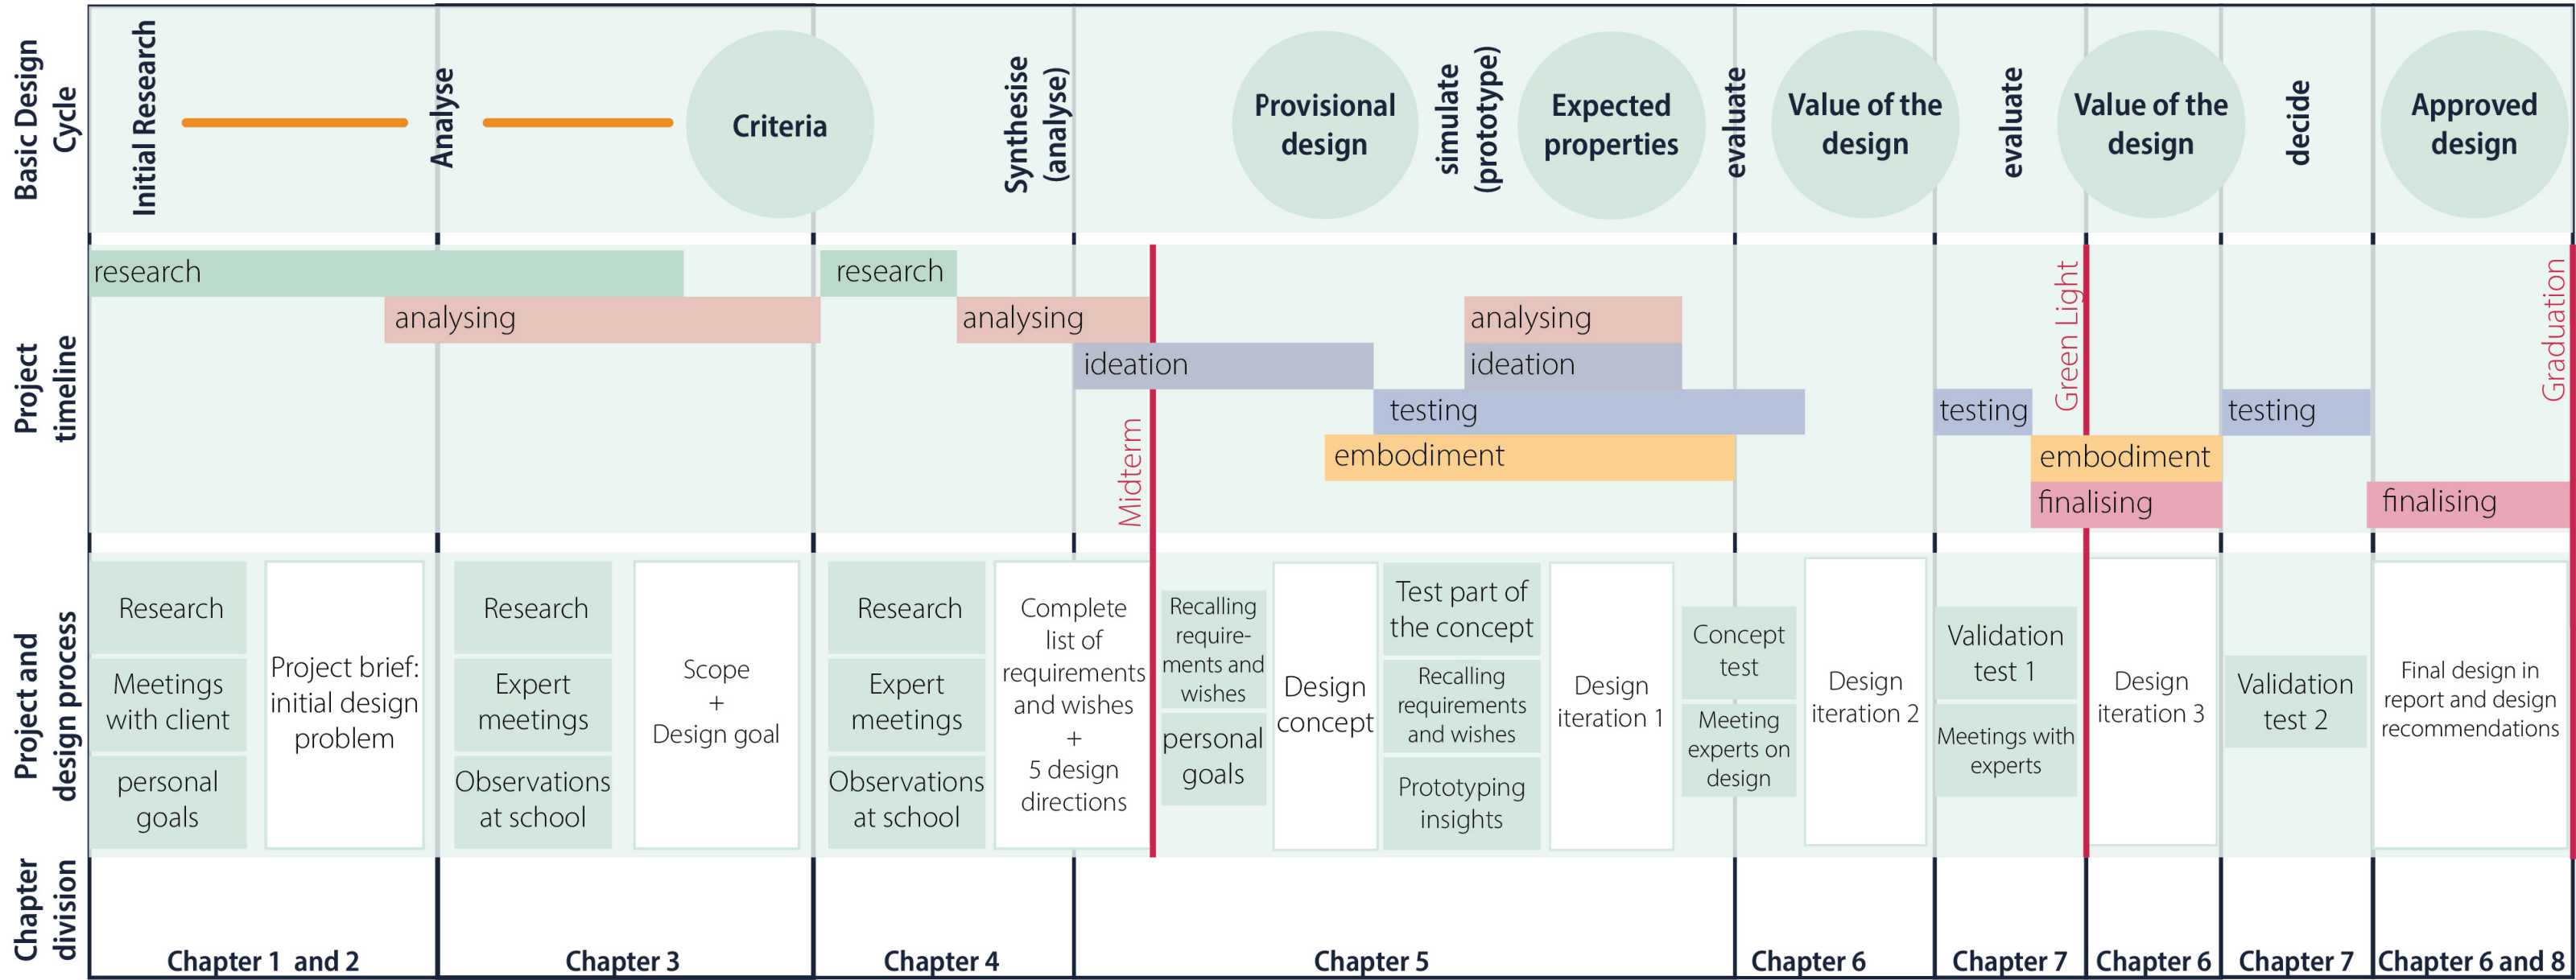 Basic Design
Cycle
Initial Research
Analyse
Criteria
Synthesise
(analyse)
Provisional
design
simulate
(prototype)
Expected
properties
evaluate
Value of the
design
evaluate
Value of the
design
decide
Approved
design
Project
timeline
research
research
analysing
analysing
analysing
ideation
ideation
testing
testing
testing
embodiment
embodiment
finalising
finalising
Midterm
Green Light
Graduation
Project and
design process
Research
Meetings
with client
personal
goals
Project brief:
initial design
problem
Research
Expert
meetings
Observations
at school
Scope
+
Design goal
Research
Expert
meetings
Observations
at school
Complete
list of
requirements
and wishes
+
5 design
directions
Recalling
require-
ments and
wishes
personal
goals
Design
concept
Test part of
the concept
Recalling
requirements
and wishes
Prototyping
insights
Design
iteration 1
Concept
test
Meeting
experts on
design
Design
iteration 2
Validation
test 1
Meetings with
experts
Design
iteration 3
Validation
test 2
Final design in
report and design
recommendations
Chapter
division
Chapter 1 and 2
Chapter 3
Chapter 4
Chapter 5
Chapter 6
Chapter 7
Chapter 6
Chapter 7
Chapter 6 and 8